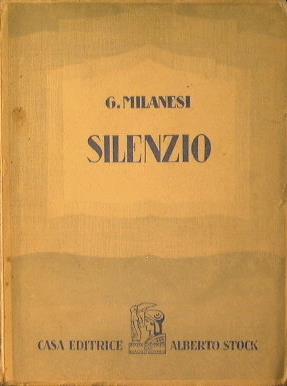 G. MILANESI
SILENZIO
CASA EDITRICE ALBERTO STOCK